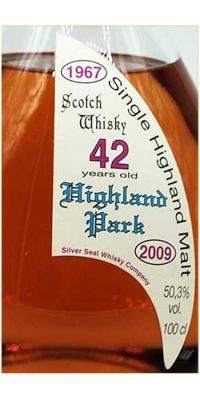 1967
Single Highland Malt
Scotch
Whisky
42
years old
Highland
Park
2009
Silver Seal Whisky Company
50,3%
vol.
100 cl